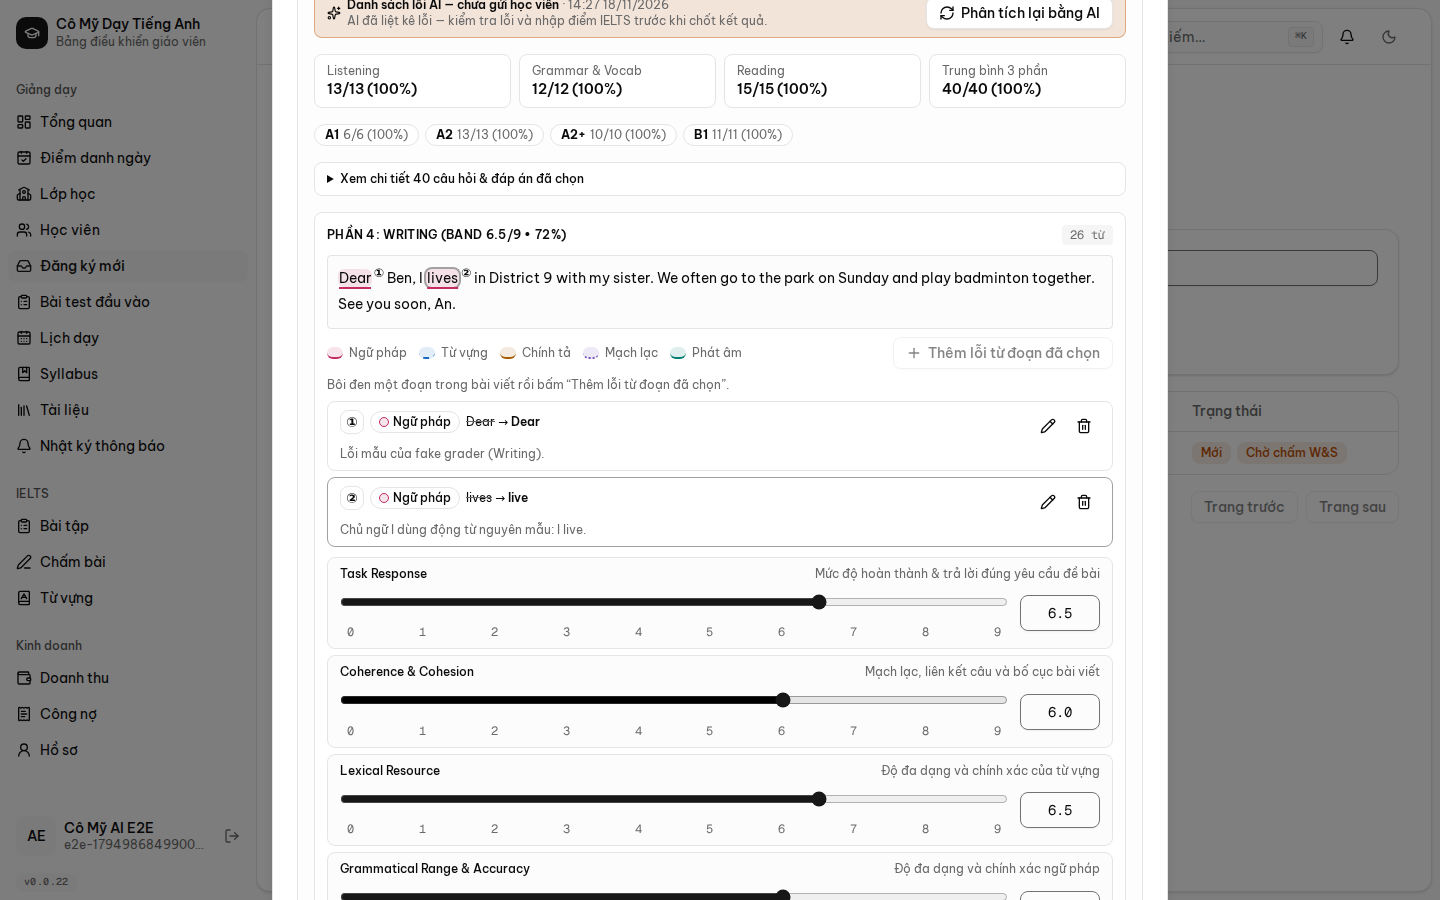 Cô Mỹ Dạy Tiếng Anh
Bảng điều khiển giáo viên
Giảng dạy
Tổng quan
Điểm danh ngày
Lớp học
Học viên
Đăng ký mới
Bài test đầu vào
Lịch dạy
Syllabus
Tài liệu
Nhật ký thông báo
IELTS
Bài tập
Chấm bài
Từ vựng
Kinh doanh
Doanh thu
Công nợ
Hồ sơ
AE
Cô Mỹ AI E2E
e2e-1794986849900...
v0.0.22
Danh sách lỗi AI — chưa gửi học viên · 14:27 18/11/2026
AI đã liệt kê lỗi — kiểm tra lỗi và nhập điểm IELTS trước khi chốt kết quả.
Phân tích lại bằng AI
Listening
13/13 (100%)
Grammar & Vocab
12/12 (100%)
Reading
15/15 (100%)
Trung bình 3 phần
40/40 (100%)
A1 6/6 (100%)
A2 13/13 (100%)
A2+ 10/10 (100%)
B1 11/11 (100%)
Xem chi tiết 40 câu hỏi & đáp án đã chọn
PHẦN 4: WRITING (BAND 6.5/9 • 72%)
26 từ
Dear ① Ben, I lives ② in District 9 with my sister. We often go to the park on Sunday and play badminton together.
See you soon, An.
Ngữ pháp
Từ vựng
Chính tả
Mạch lạc
Phát âm
Thêm lỗi từ đoạn đã chọn
Bôi đen một đoạn trong bài viết rồi bấm “Thêm lỗi từ đoạn đã chọn”.
① Ngữ pháp Dear → Dear
Lỗi mẫu của fake grader (Writing).
② Ngữ pháp lives → live
Chủ ngữ I dùng động từ nguyên mẫu: I live.
Task Response
Mức độ hoàn thành & trả lời đúng yêu cầu đề bài
6.5
0 1 2 3 4 5 6 7 8 9
Coherence & Cohesion
Mạch lạc, liên kết câu và bố cục bài viết
6.0
0 1 2 3 4 5 6 7 8 9
Lexical Resource
Độ đa dạng và chính xác của từ vựng
6.5
0 1 2 3 4 5 6 7 8 9
Grammatical Range & Accuracy
Độ đa dạng và chính xác ngữ pháp
iếm...
⌘K
Trạng thái
Mới
Chờ chấm W&S
Trang trước
Trang sau